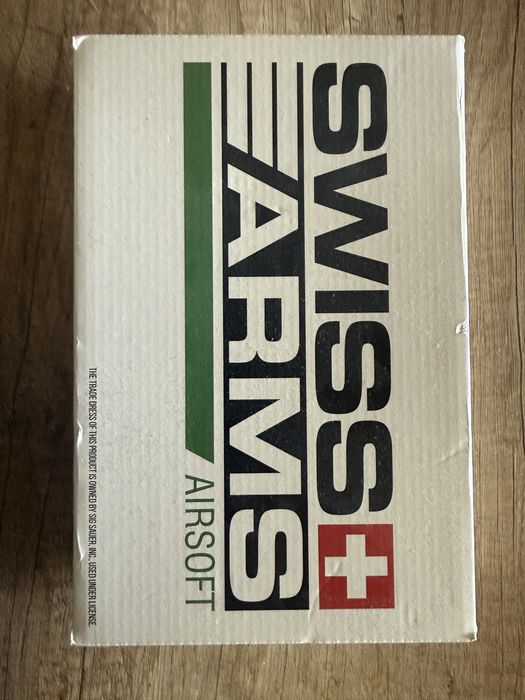 SWISS
ARMS
AIRSOFT
THE TRADE DRESS OF THIS PRODUCT IS OWNED BY SIG SAUER, INC., USED UNDER LICENSE.